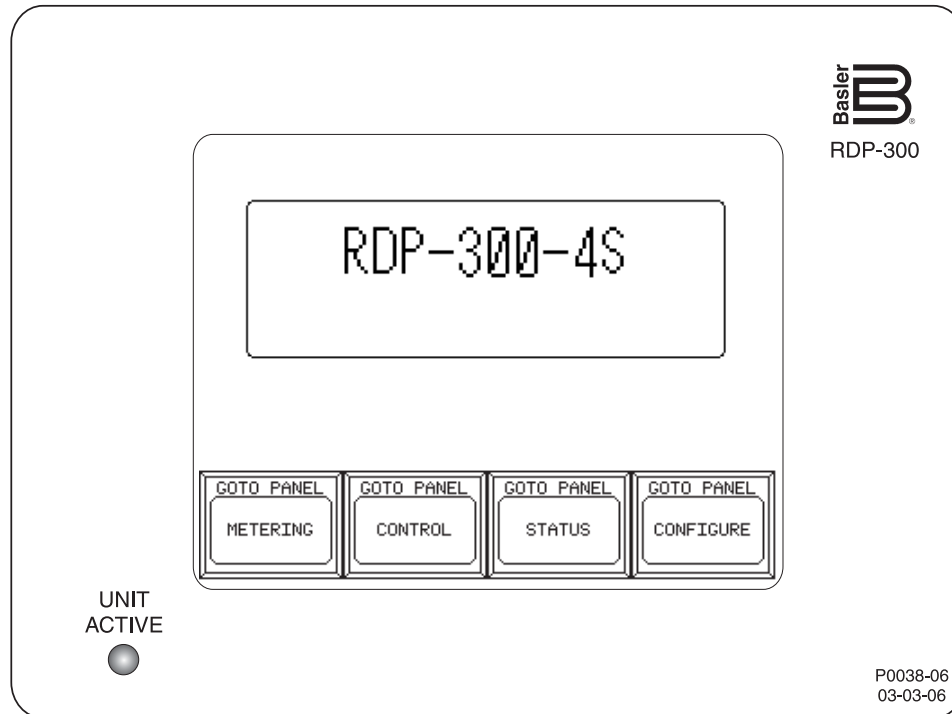 Basler
RDP-300
RDP-300-4S
GOTO PANEL GOTO PANEL GOTO PANEL GOTO PANEL
METERING CONTROL STATUS CONFIGURE
UNIT
ACTIVE
P0038-06
03-03-06